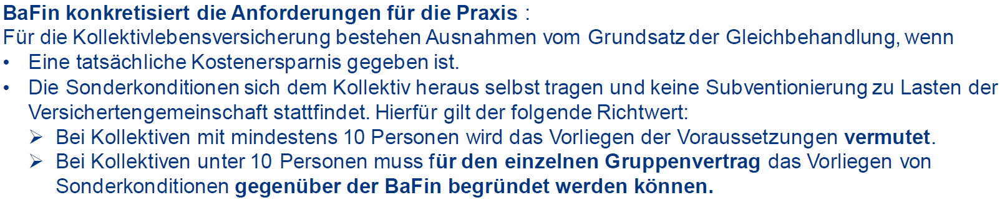 BaFin konkretisiert die Anforderungen für die Praxis :
Für die Kollektivlebensversicherung bestehen Ausnahmen vom Grundsatz der Gleichbehandlung, wenn
• Eine tatsächliche Kostenersparnis gegeben ist.
• Die Sonderkonditionen sich dem Kollektiv heraus selbst tragen und keine Subventionierung zu Lasten der
Versichertengemeinschaft stattfindet. Hierfür gilt der folgende Richtwert:
➢ Bei Kollektiven mit mindestens 10 Personen wird das Vorliegen der Voraussetzungen vermutet.
➢ Bei Kollektiven unter 10 Personen muss für den einzelnen Gruppenvertrag das Vorliegen von
Sonderkonditionen gegenüber der BaFin begründet werden können.